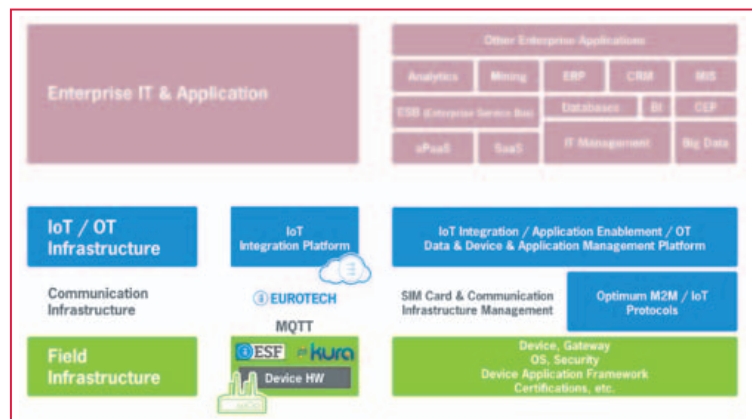 Other Enterprise Applications
Enterprise IT & Application
Analytics
Mining
ERP
CRM
MIS
ESB (Enterprise Service Bus)
Databases
BI
CEP
aPaaS
SaaS
IT Management
Big Data
IoT / OT
Infrastructure
IoT
Integration Platform
IoT Integration / Application Enablement / OT
Data & Device & Application Management Platform
Communication
Infrastructure
EUROTECH
MQTT
SIM Card & Communication
Infrastructure Management
Optimum M2M / IoT
Protocols
Field
Infrastructure
ESF
kura
Device HW
Device, Gateway
OS, Security
Device Application Framework
Certifications, etc.